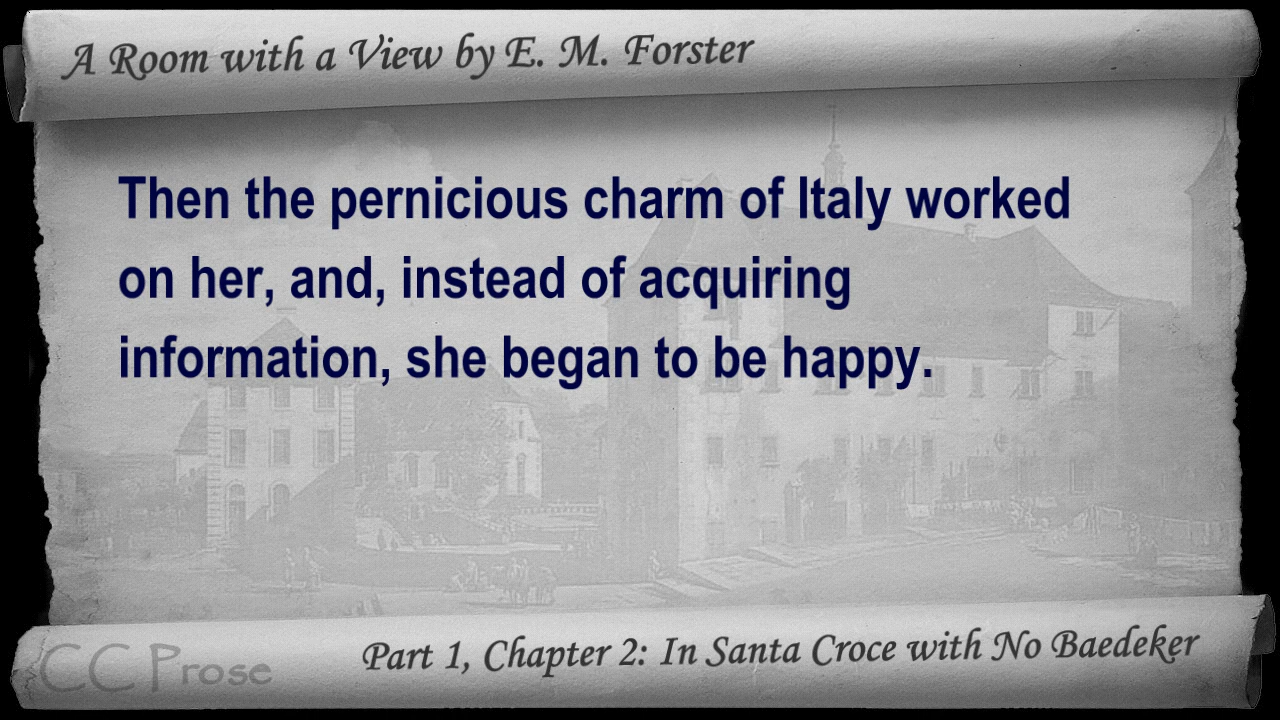 A Room with a View by E. M. Forster
Then the pernicious charm of Italy worked
on her, and, instead of acquiring
information, she began to be happy.
Part 1, Chapter 2: In Santa Croce with No Baedeker
CC Prose